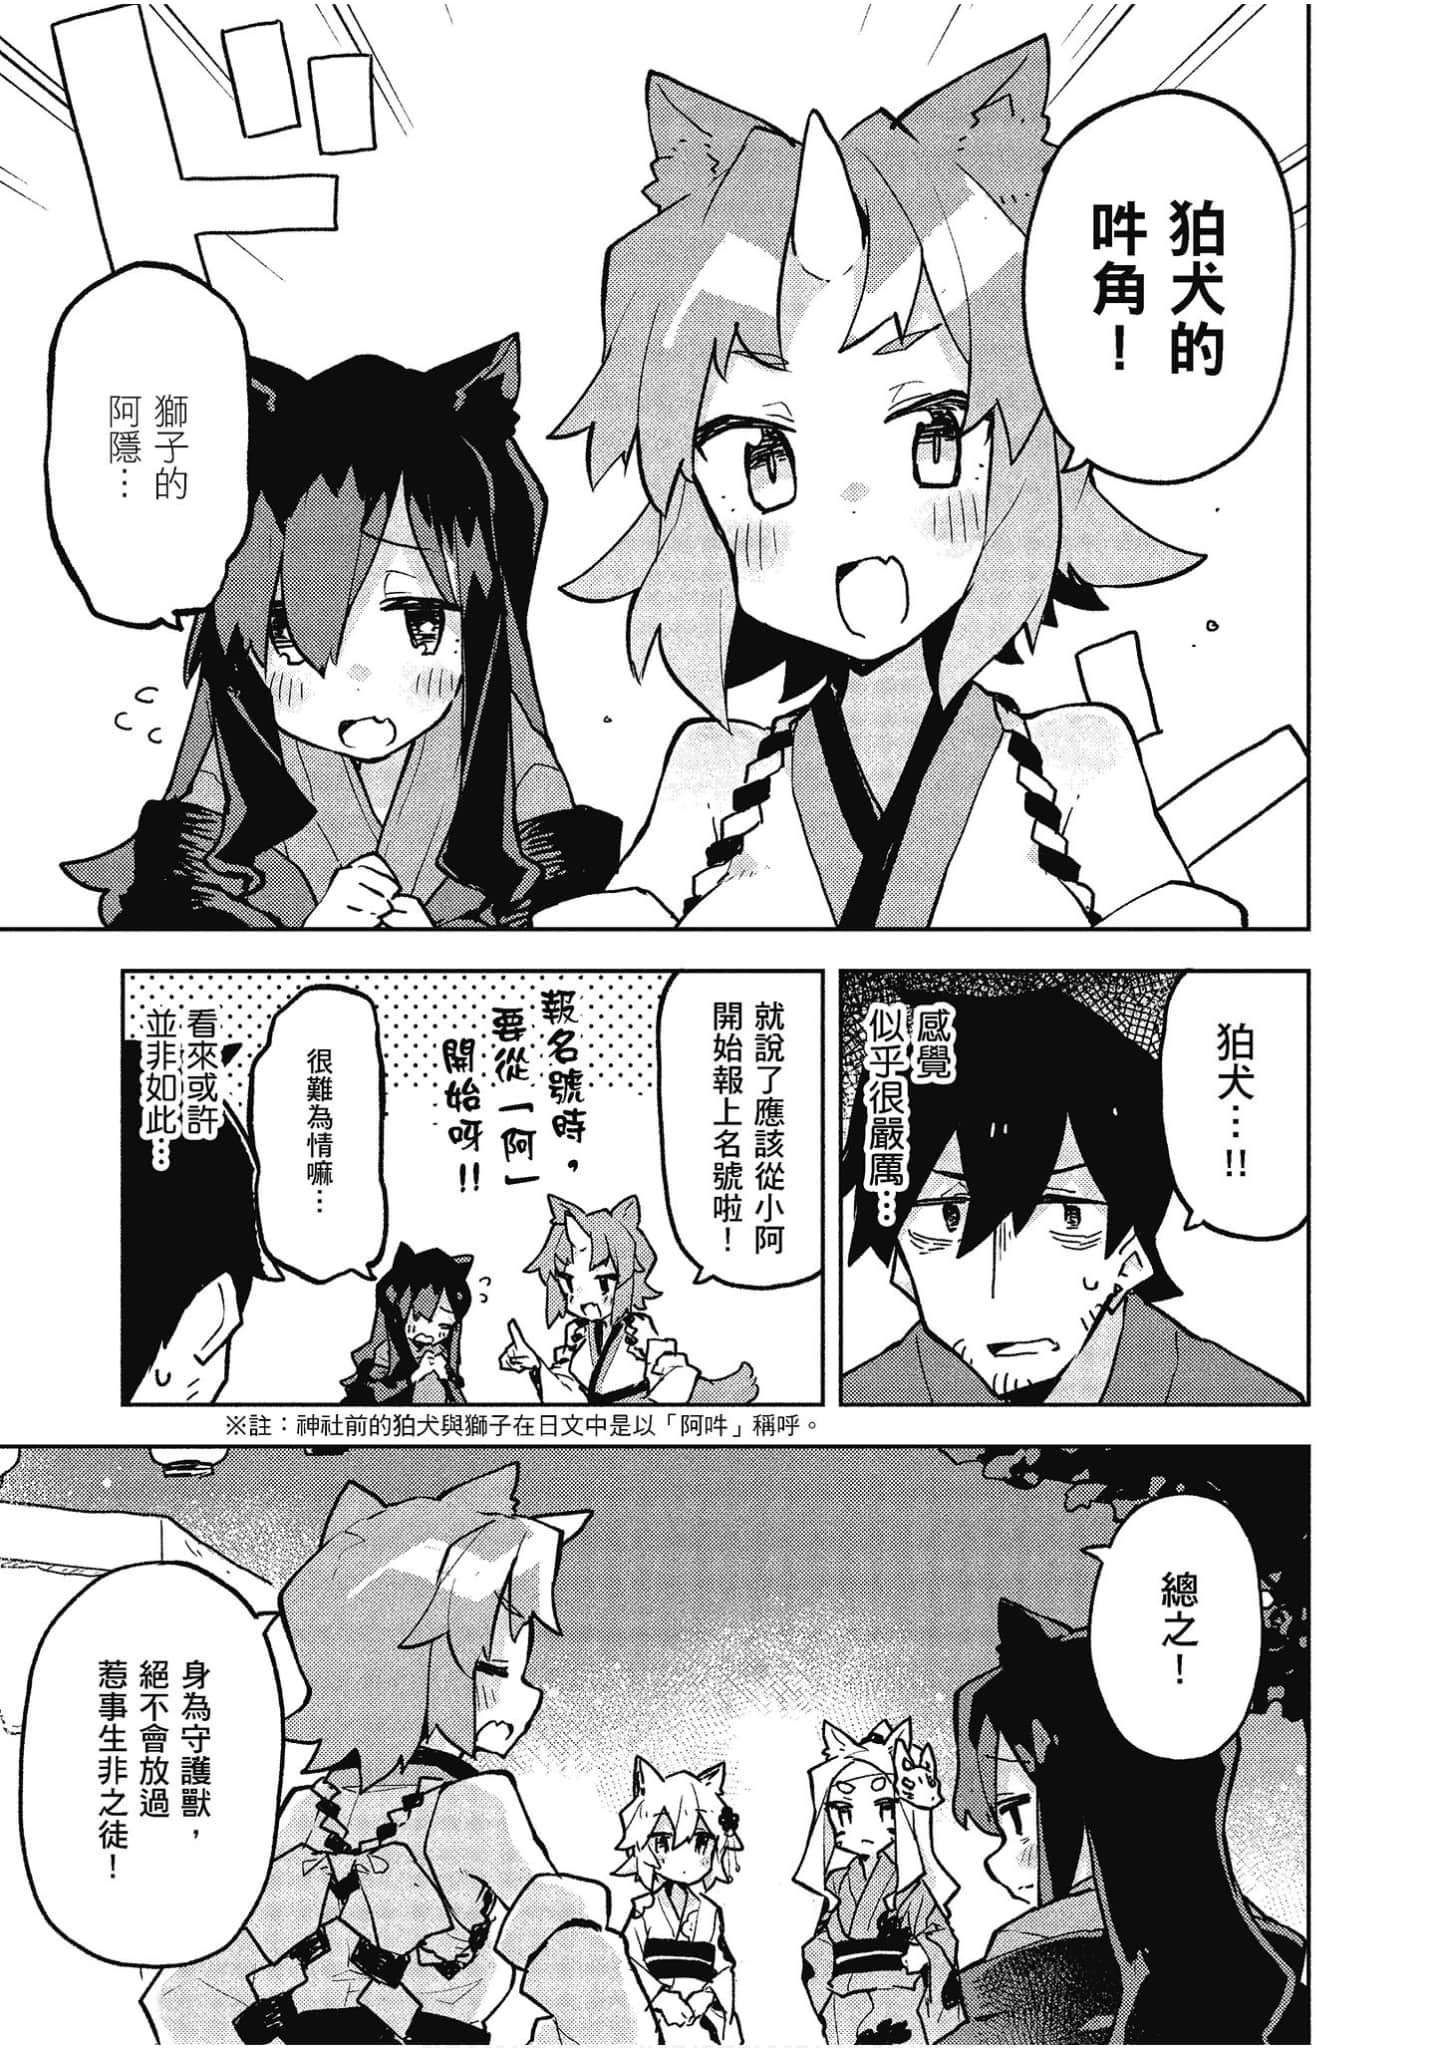 狛犬的
吽角！
獅子的
阿隱…
ド
狛犬…!!
感覺
似乎很嚴厲…
就說了應該從小阿
開始報上名號啦！
報名號時，
要從「阿」
開始呀!!
很難為情嘛…
看來或許
並非如此…
※註：神社前的狛犬與獅子在日文中是以「阿吽」稱呼。
總之！
身為守護獸，
絕不會放過
惹事生非之徒！